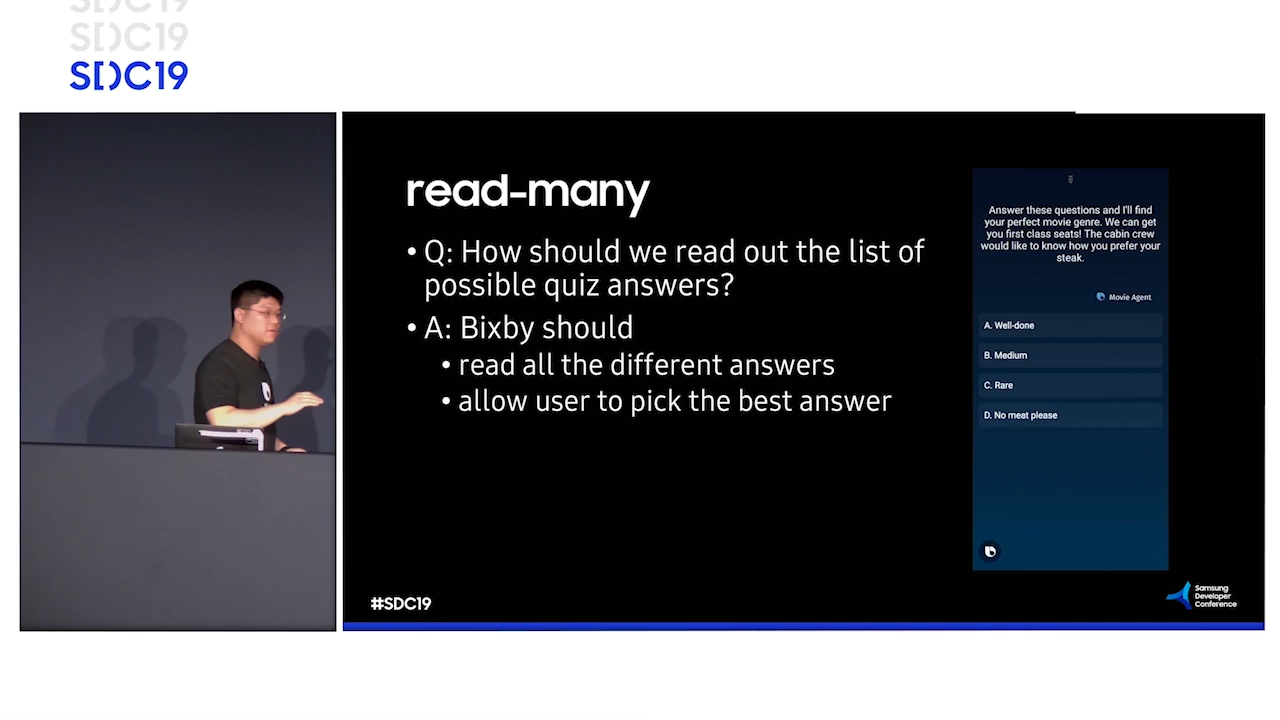 SDC19
SDC19
SDC19
read-many
• Q: How should we read out the list of
possible quiz answers?
• A: Bixby should
• read all the different answers
• allow user to pick the best answer
Answer these questions and I'll find
your perfect movie genre. We can get
you first class seats! The cabin crew
would like to know how you prefer your
steak.
Movie Agent
A. Well-done
B. Medium
C. Rare
D. No meat please
#SDC19
Samsung
Developer
Conference